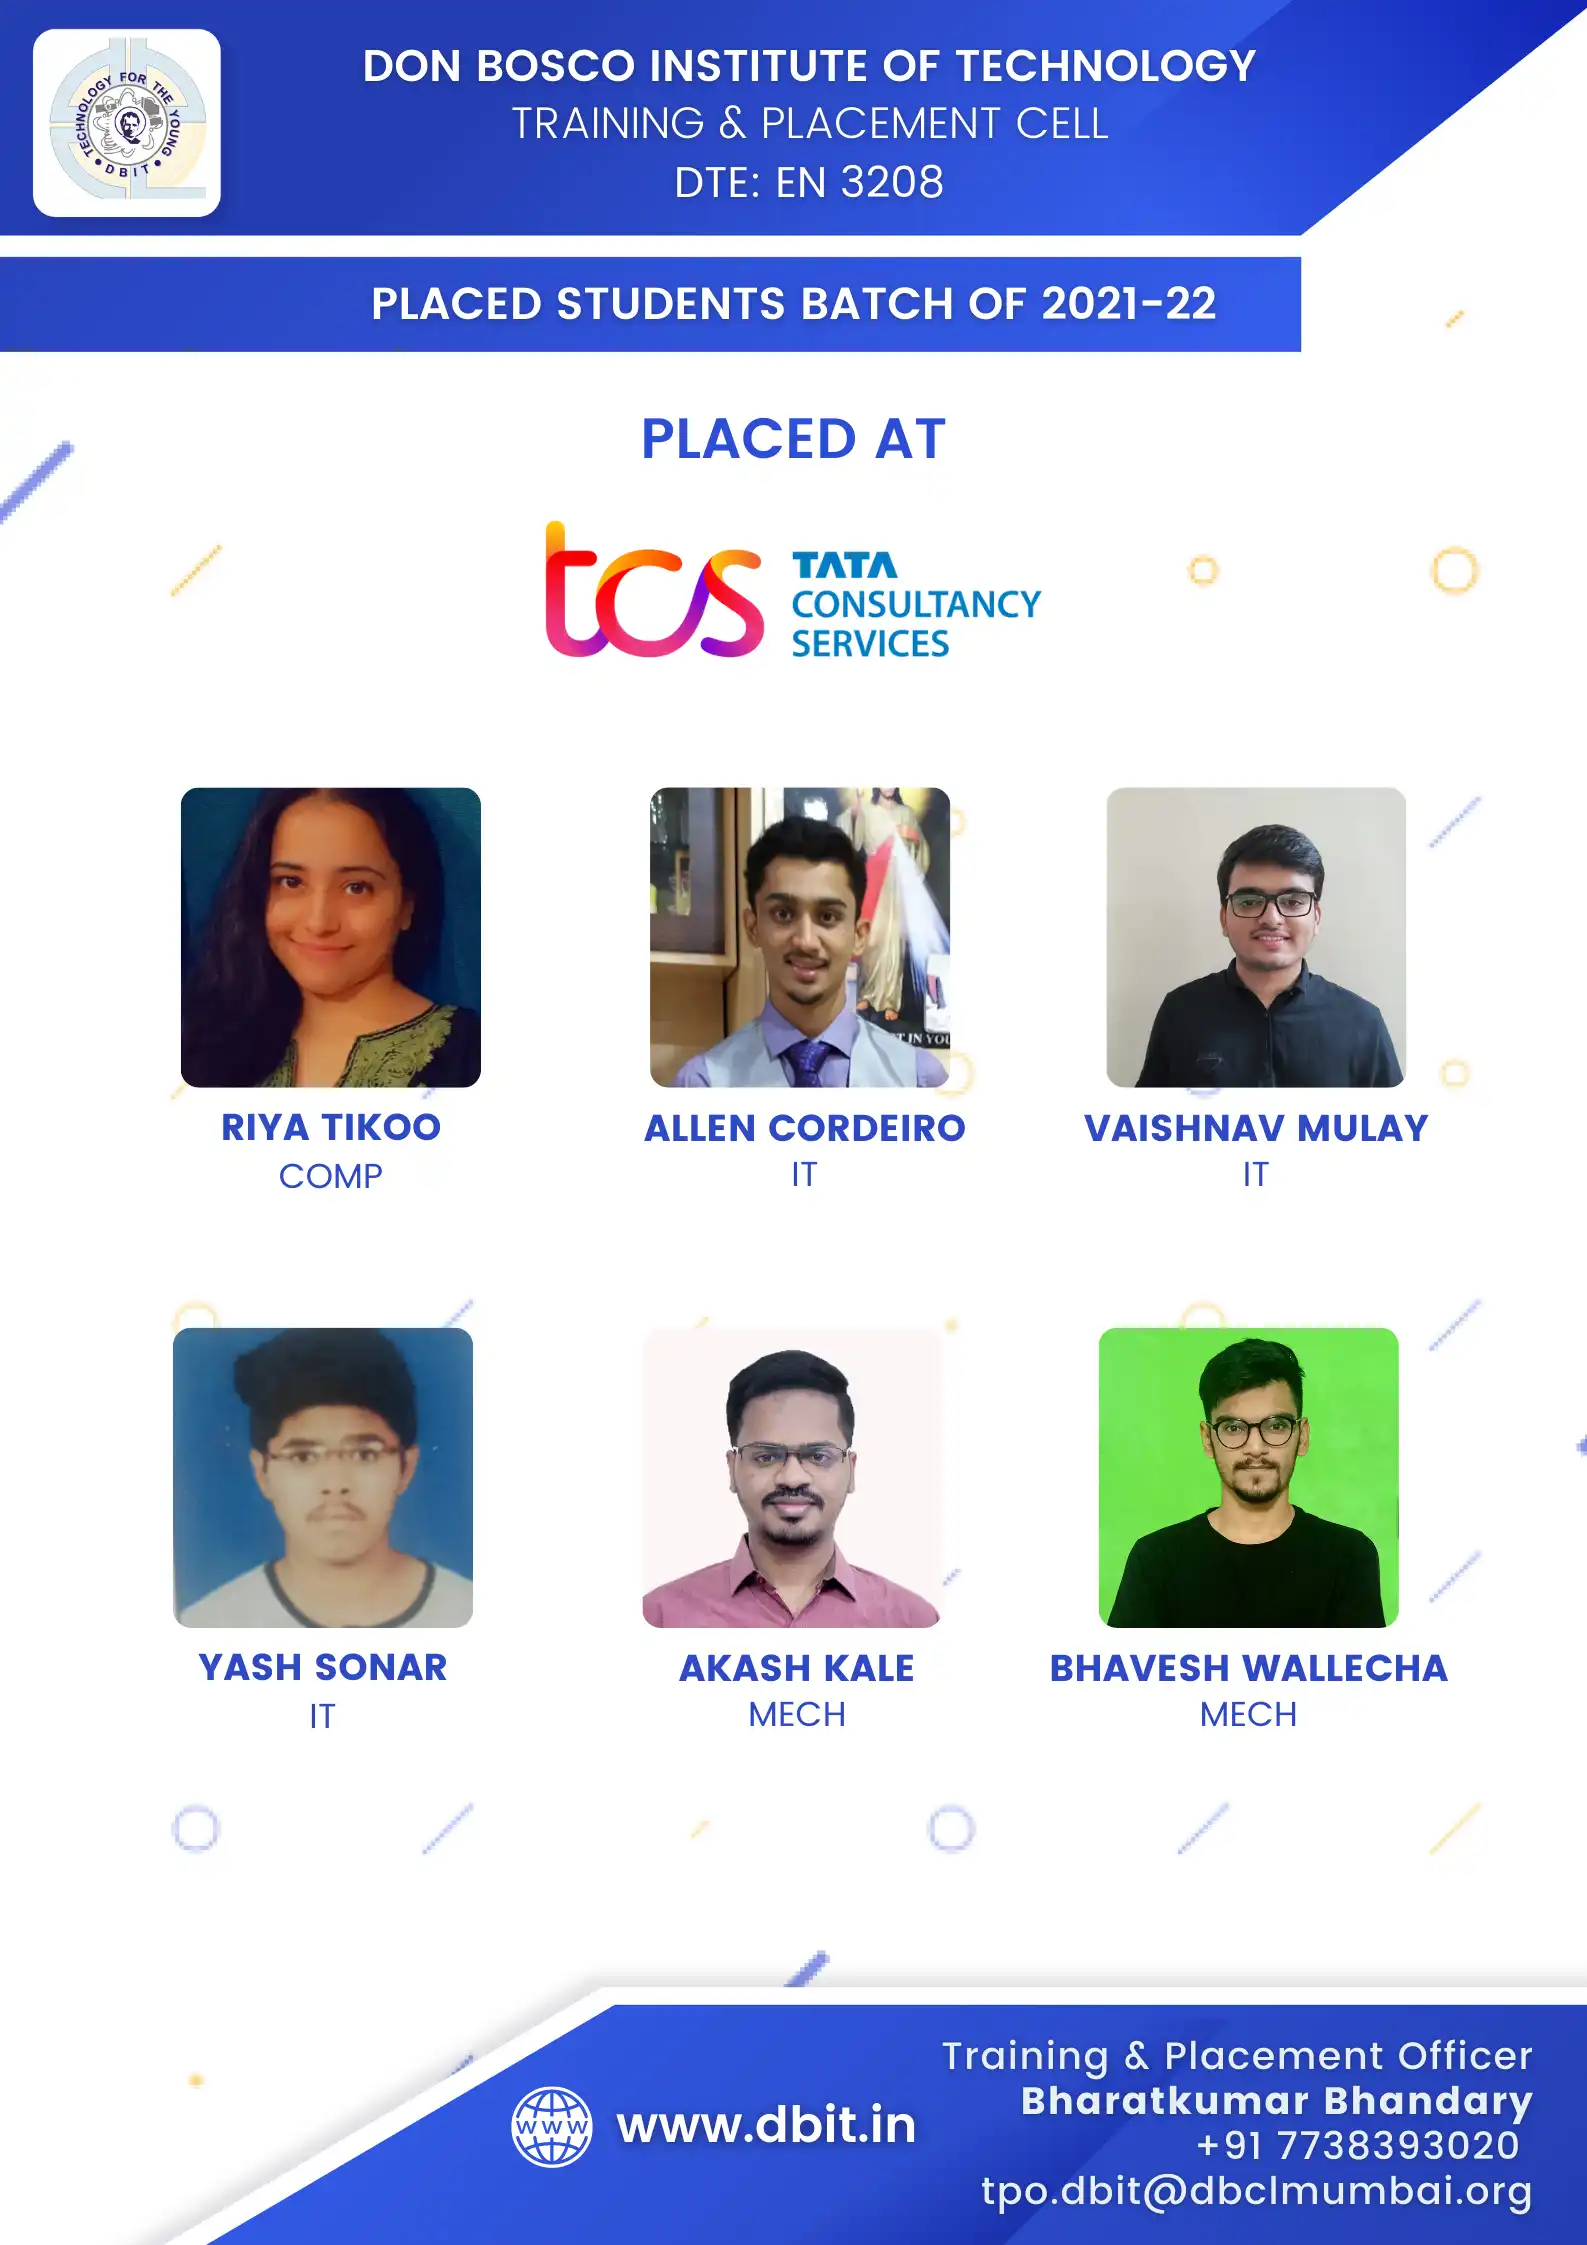 TECHNOLOGY FOR THE YOUNG
DBIT
DON BOSCO INSTITUTE OF TECHNOLOGY
TRAINING & PLACEMENT CELL
DTE: EN 3208
PLACED STUDENTS BATCH OF 2021-22
PLACED AT
tcs
TATA
CONSULTANCY
SERVICES
T IN YOU
RIYA TIKOO
COMP
ALLEN CORDEIRO
IT
VAISHNAV MULAY
IT
YASH SONAR
IT
AKASH KALE
MECH
BHAVESH WALLECHA
MECH
WWW
www.dbit.in
Training & Placement Officer
Bharatkumar Bhandary
+91 7738393020
tpo.dbit@dbclmumbai.org